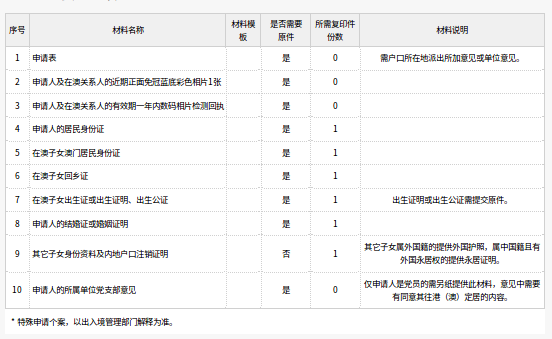 序号 材料名称 材料模板 是否需要原件 所需复印件份数 材料说明
1 申请表 是 0 需户口所在地派出所加意见或单位意见。
2 申请人及在澳关系人的近期正面免冠蓝底彩色相片1张 是 0
3 申请人及在澳关系人的有效期一年内数码相片检测回执 是 0
4 申请人的居民身份证 是 1
5 在澳子女澳门居民身份证 是 1
6 在澳子女回乡证 是 1
7 在澳子女出生证或出生证明、出生公证 是 1 出生证明或出生公证需提交原件。
8 申请人的结婚证或婚姻证明 是 1
9 其它子女身份资料及内地户口注销证明 否 1 其它子女属外国籍的提供外国护照，属中国籍且有
外国永居权的提供永居证明。
10 申请人的所属单位党支部意见 是 0 仅申请人是党员的需另纸提供此材料，意见中需要
有同意其往港（澳）定居的内容。
* 特殊申请个案，以出入境管理部门解释为准。